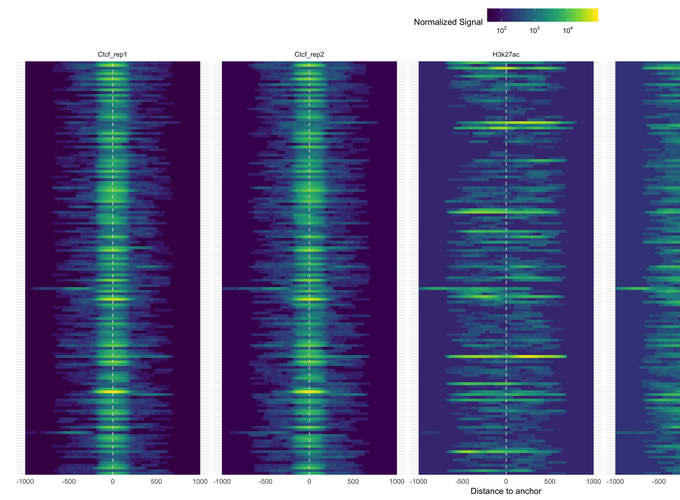 Normalized Signal
10² 10³ 10⁴
Ctcf_rep1 Ctcf_rep2 H3k27ac
-1000 -500 0 500 1000 -1000 -500 0 500 1000 -1000 -500 0 500 1000 -1000 -500
Distance to anchor